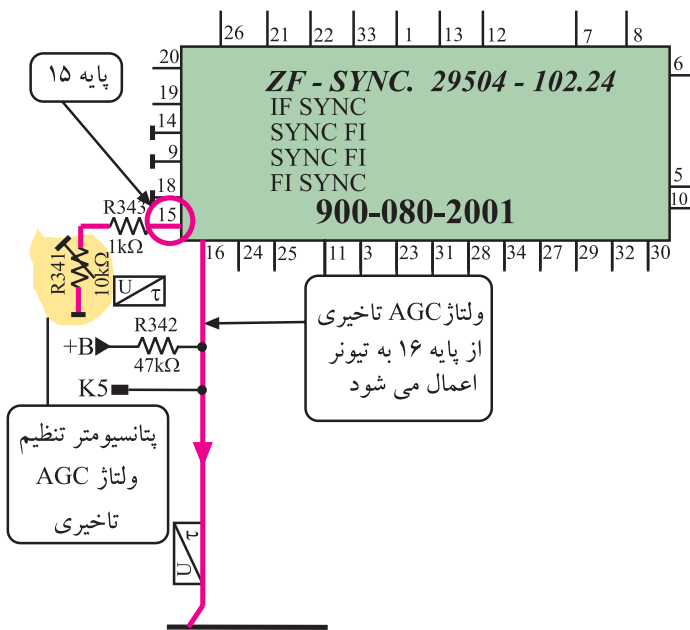 26 21 22 33 1 13 12 7 8
پایه ۱۵
20
19
14
9
18
15
6
5
10
ZF - SYNC. 29504 - 102.24
IF SYNC
SYNC FI
SYNC FI
FI SYNC
900-080-2001
R343
1kΩ
R341
10kΩ
U τ
16 24 25 11 3 23 31 28 34 27 29 32 30
R342
+B
47kΩ
K5
ولتاژ AGC تاخیری
از پایه ۱۶ به تیونر
اعمال می شود
پتانسیومتر تنظیم
ولتاژ AGC
تاخیری
U τ